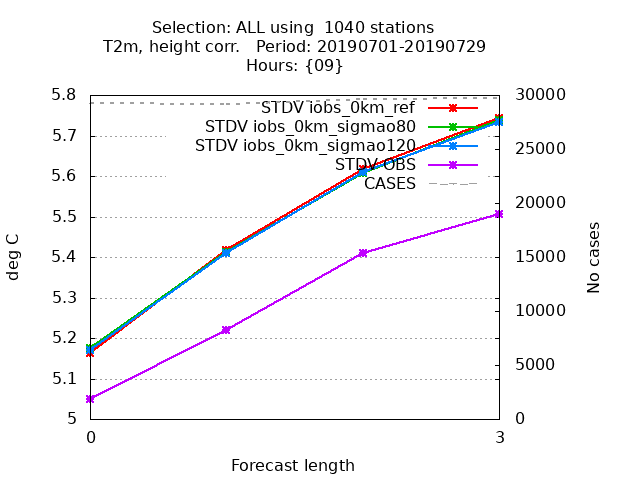 Selection: ALL using  1040 stations
T2m, height corr.   Period: 20190701-20190729
Hours: {09}
5.8
5.7
5.6
5.5
5.4
5.3
5.2
5.1
5
deg C
STDV iobs_0km_ref
STDV iobs_0km_sigmao80
STDV iobs_0km_sigmao120
STDV OBS
CASES
30000
25000
20000
15000
10000
5000
0
No cases
0
3
Forecast length